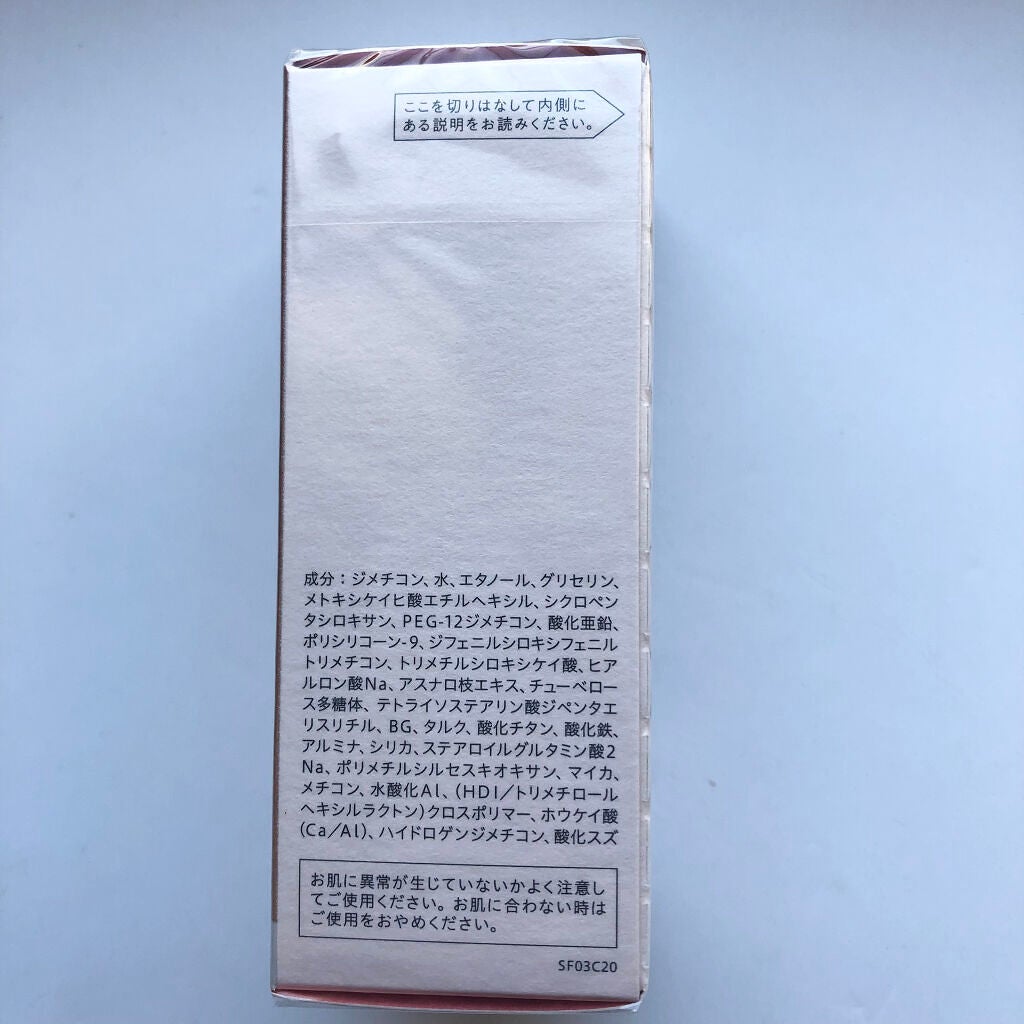 ここを切りはなして内側に
ある説明をお読みください。
成分：ジメチコン、水、エタノール、グリセリン、
メトキシケイヒ酸エチルヘキシル、シクロペン
タシロキサン、PEG-12ジメチコン、酸化亜鉛、
ポリシリコーン-9、ジフェニルシロキシフェニル
トリメチコン、トリメチルシロキシケイ酸、ヒア
ルロン酸Na、アスナロ枝エキス、チューベロー
ス多糖体、テトライソステアリン酸ジペンタエ
リスリチル、BG、タルク、酸化チタン、酸化鉄、
アルミナ、シリカ、ステアロイルグルタミン酸2
Na、ポリメチルシルセスキオキサン、マイカ、
メチコン、水酸化Al、（HDI／トリメチロール
ヘキシルラクトン）クロスポリマー、ホウケイ酸
（Ca／Al）、ハイドロゲンジメチコン、酸化スズ
お肌に異常が生じていないかよく注意し
てご使用ください。お肌に合わない時は
ご使用をおやめください。
SF03C20